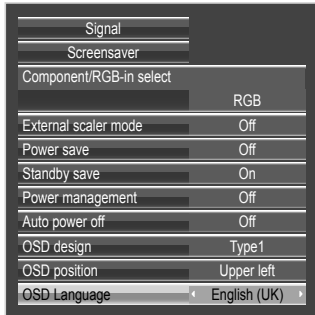 Signal
Screensaver
Component/RGB-in select
RGB
External scaler mode Off
Power save Off
Standby save On
Power management Off
Auto power off Off
OSD design Type1
OSD position Upper left
OSD Language English (UK)